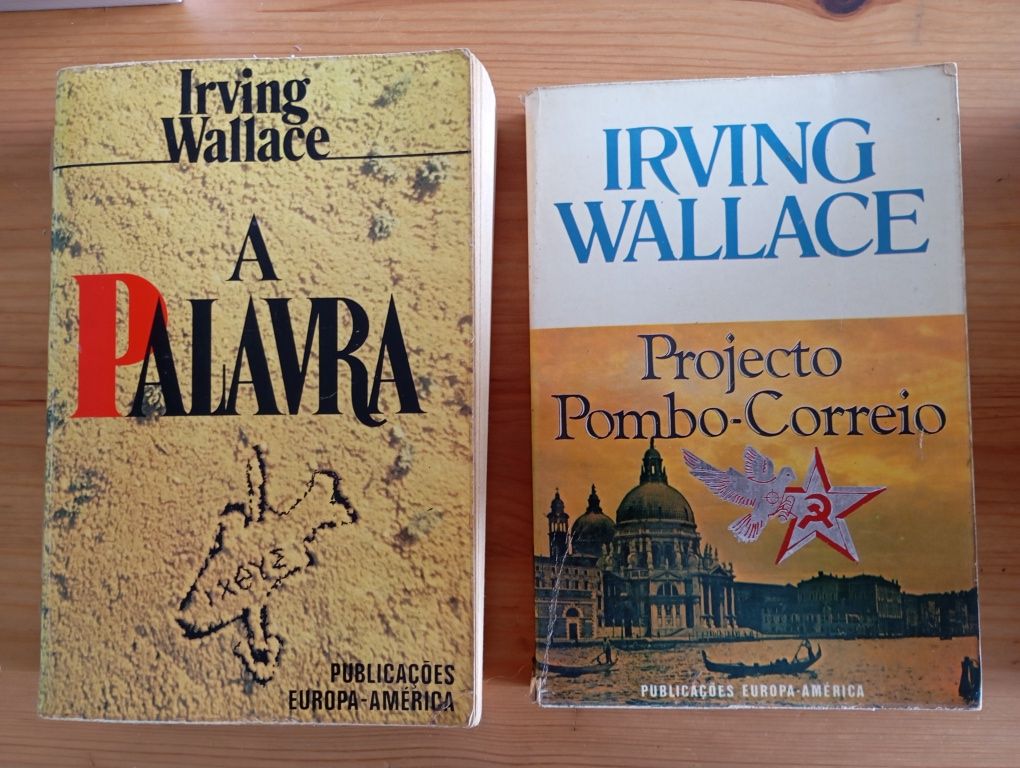 Irving
Wallace
A
PALAVRA
ΙΧΘΥΣ
PUBLICAÇÕES
EUROPA-AMÉRICA
IRVING
WALLACE
Projecto
Pombo-Correio
PUBLICAÇÕES EUROPA-AMÉRICA